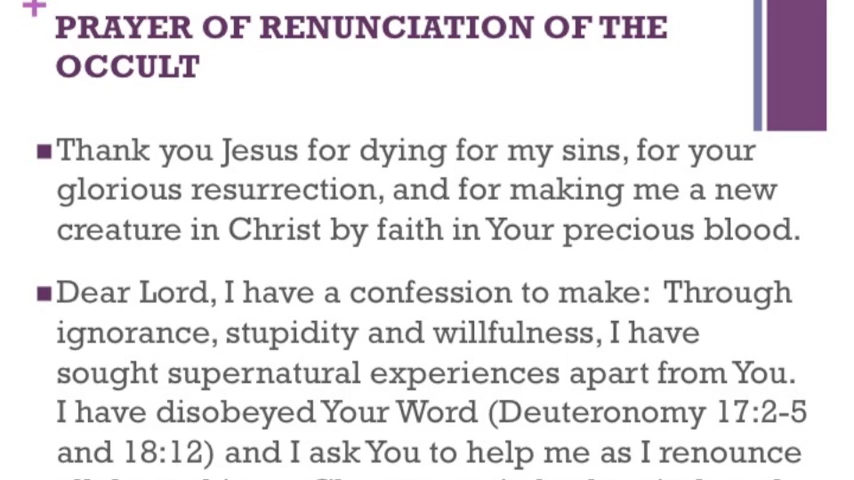 PRAYER OF RENUNCIATION OF THE
OCCULT
Thank you Jesus for dying for my sins, for your
glorious resurrection, and for making me a new
creature in Christ by faith in Your precious blood.
Dear Lord, I have a confession to make: Through
ignorance, stupidity and willfulness, I have
sought supernatural experiences apart from You.
I have disobeyed Your Word (Deuteronomy 17:2-5
and 18:12) and I ask You to help me as I renounce